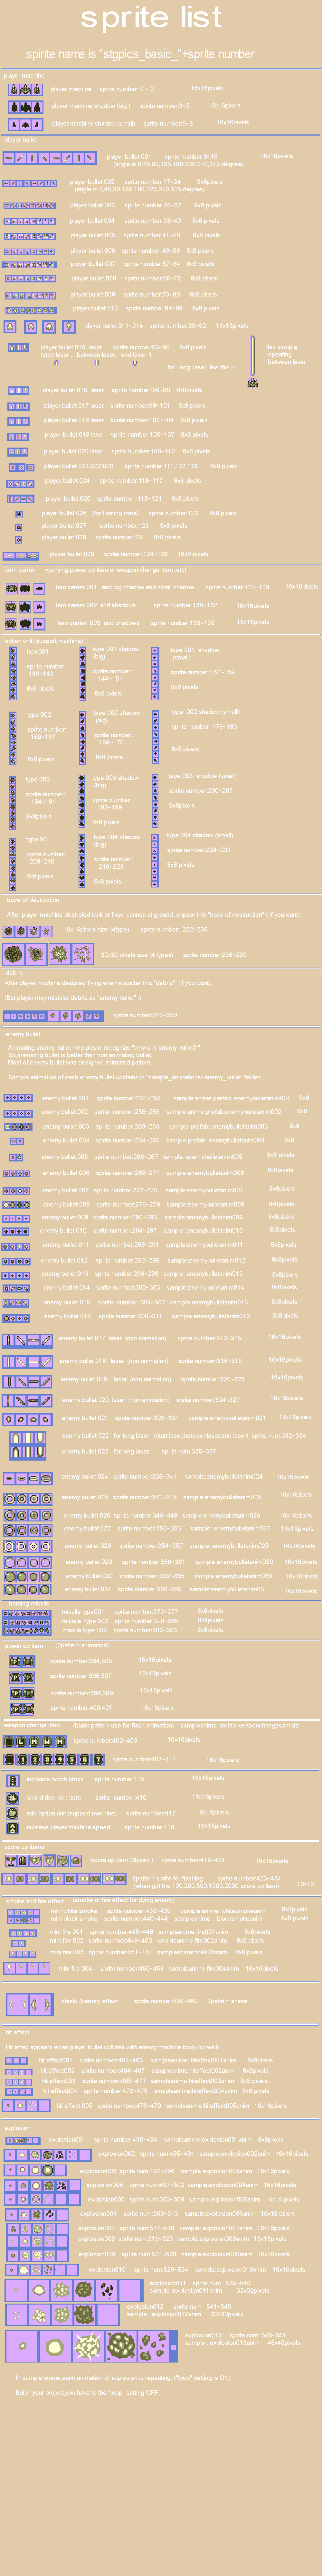 sprite list
spirite name is "stgpics_basic_"+sprite number
player machine
player machine sprite number: 0-2 16x16pixels
player machine shadow (big ) sprite number:3-5 16x16pixels
player machine shadow (small) sprite number:6-8 16x16pixels
player bullet
player bullet 001 sprite number:9-16 16x16pixels
(angle is 0,45,90,135,180,225,270,315 degree)
player bullet 002 sprite number 17-24 8x8pixels
(angle is 0,45,90,135,180,225,270,315 degree)
player bullet 003 sprite number 25-32 8x8 pixels
player bullet 004 sprite number 33-40 8x8 pixels
player bullet 005 sprite number 41-48 8x8 pixels
player bullet 006 sprite number 49-56 8x8 pixels
player bullet 007 sprite number 57-64 8x8 pixels
player bullet 008 sprite number:65-72 8x8 pixels
player bullet 009 sprite number:73-80 8x8 pixels
player bullet 010 sprite number:81-88 8x8 pixels
player bullet 011-014 sprite number:89-92 16x16pixels
player bullet 015 laser sprite number:93-95 8x8 pixels
(start laser , between laser, end laser )
for long laser like this→
this sample
repeating
between laser
player bullet 016 laser sprite number: 96-98 8x8pixels
player bullet 017 laser sprite number:99-101 8x8 pixels
player bullet 018 laser sprite number:102-104 8x8 pixels
player bullet 019 laser sprite number:105-107 8x8 pixels
player bullet 020 laser sprite number:108-110 8x8 pixels
player bullet 021,022,023 sprite number:111,112,113 8x8 pixels
player bullet 024 sprite number:114-117 8x8 pixels
player bullet 025 sprite number: 118-121 8x8 pixels
player bullet 026 (for floating mine) sprite number:122 8x8 pixels
player bullet 027 sprite number:123 8x8 pixels
player bullet 028 sprite number:251 8x8 pixels
player bullet 029 sprite number:124-126 16x8 pixels
item carrier (carrying power up item or weapon change item ,etc)
item carrier 001 and big shadow and small shadow sprite number:127-129 16x16pixels
item carrier 002 and shadows sprite number:130-132 16x16pixels
item carrier 003 and shadows sprite number:133-135 16x16pixels
option unit (support machine)
type001
sprite number:
136-143
8x8 pixels
type 001 shadow
(big)
sprite number:
144-151
8x8 pixels
type 001 shadow
(small)
sprite number:152-159
8x8 pixels
type 002
sprite number:
160-167
8x8 pixels
type 002 shadow
(big)
sprite number:
168-175
8x8 pixels
type 002 shadow (small)
sprite number: 176-183
8x8 pixels
type 003
sprite number:
184-191
8x8pixels
type 003 shadow
(big)
sprite number:
192-199
8x8 pixels
type 003 shadow (small)
sprite number:200-207
8x8pixels
type 004
sprite number:
208-215
8x8 pixels
type 004 shadow
(big)
sprite number:
216-223
8x8 pixels
type 004 shadow (small)
sprite number:224-231
8x8 pixels
trace of destruction
After player machine destroied tank or fixed cannon at ground ,appear this "trace of destruction" ( if you want).
16x16pixels size (4type) sprite number: 232-235
32x32 pixels size (4 types) sprite number:236-239
debris
After player machine destoied flying enemy,scatter this "debris" (if you want).
(But,player may mistake debris as "enemy bullet" .)
sprite number:240-250
enemy bullet
Animating enemy bullet help player recognize "where is enemy bullet? ".
So,animating bullet is better than non animating bullet.
Most of enemy bullet was designed animated pattern.
Sample animation of each enemy bullet contains in "sample_animations>enemy_bullet "folder
enemy bullet 001 sprite number:252-255 sample anime prefab :enemybulletanim001 8x8
enemy bullet 002 sprite number:256-259 sample anime prefab:enemybulletanim002 8x8
enemy bullet 003 sprite number:260-263 sample prefab :enemybulletanim003 8x8
enemy bullet 004 sprite number:264-265 sample prefab :enemybulletanim004 8x8
enemy bullet 005 sprite number:266-267 sample: enemybulletanim005 8x8 pixels
enemy bullet 006 sprite number:268-271 sample:enemybulletanim006 8x8pixels
enemy bullet 007 sprite number:272-275 sample:enemybulletanim007 8x8pixels
enemy bullet 008 sprite number:276-279 sample:enemybulletanim008 8x8pixels
enemy bullet 009 sprite number:280-283 sample:enemybulletanim009 8x8pixels
enemy bullet 010 sprite number:284-287 sample:enemybulletanim010 8x8pixels
enemy bullet 011 sprite number:288-291 sample:enemybulletanim011 8x8pixels
enemy bullet 012 sprite number:292-295 sample:enemybulletanim012 8x8pixels
enemy bullet 013 sprite number:296-299 sample:enemybulletanim013 8x8pixels
enemy bullet 014 sprite number:300-303 sample:enemybulletanim014 8x8pixels
enemy bullet 015 sprite number: 304-307 sample:enemybulletanim015 8x8pixels
enemy bullet 016 sprite number:308-311 sample:enemybulletanim016 8x8pixels
enemy bullet 017 leser (non animation) sprite number:312-315 16x16pixels
enemy bullet 018 leser (non animation) sprite number:316-319 16x16pixels
enemy bullet 019 leser (non animation) sprite number:320-323 16x16pixels
enemy bullet 020 leser (non animation) sprite number:324-327 16x16pixels
enemy bullet 021 sprite number:328-331 sample:enemybulletanim021 16x16pixels
enemy bullet 022 for long laser (start leser,betweenleser,end leser) sprite num:332-334
enemy bullet 023 for long laser sprite num:335-337
enemy bullet 024 sprite number:338-341 sample:enemybulletanim024 16x16pixels
enemy bullet 025 sprite number:342-345 sample:enemybulletanim025 16x16pixels
enemy bullet 026 sprite number:346-349 sample:enemybulletanim026 16x16pixels
enemy bullet 027 sprite number:350-353 sample: enemybulletanim027 16x16pixels
enemy bullet 028 sprite number:354-357 sample: enemybulletanim028 16x16pixels
enemy bullet 029 sprite number:358-361 sample:enemybulletanim029 16x16pixels
enemy bullet 030 sprite number: 362-365 sample:enemybulletanim030 16x16pixels
enemy bullet 031 sprite number:366-369 sample:enemybulletanim031 16x16pixels
homing missile
missile type001 sprite number:370-377 8x8pixels
missile type 002 sprite number:378-385 8x8pixels
missile type 003 sprite number:386-393 8x8pixels
power up item (2pattern animation)
sprite number:394,395 16x16pixels
sprite number:396,397 16x16pixels
sprite number:398,399 16x16pixels
sprite number:400,401 16x16pixels
weapon change item (blank pattern use for flesh animation) sampleanime prefab:weaponchangesample
sprite number:402-406 16x16pixels
sprite number:407-414 16x16pixels
increase bomb stock sprite number:415 16x16pixels
shield (barrier ) item sprite number:416 16x16pixels
add option unit (support machine) sprite number:417 16x16pixels
increase player machine speed sprite number:418 16x16pixels
score up items
score up item (6types ) sprite number:419-424 16x16pixels
2pattern sprite for flashing sprite number:425-434
(when got the 100,200,500,1000,2000 score up item) 16x16
smoke and fire effect (smoke or fire effect for dying enemy)
mini white smoke sprite number:435-439 sample anime :whitesmokeanim 8x8pixels
mini black smoke sprite number:440-444 sampleanime :blacksmokeanim 8x8 pixels
mini fire 001 sprite number:445-448 sampleanime:fire001anim 8x8pixels
mini fire 002 sprite number:449-450 sampleanime:fire002anim 8x8 pixels
mini fire 003 sprite number:451-454 sampleanime:fire003anim 8x8 pixels
mini fire 004 sprite number:455-458 sampleanime:fire004anim 16x16pixels
shield (barrier) effect sprite number:459-460 2pattern anime
hit effect
Hit effec appears when player bullet collides with enemy machine body (or wall)
hit effect001 sprite number:461-463 sampleanime: hiteffect001anim 8x8pixels
hit effect002 sprite number:464-467 sampleanime:hiteffect002anim 8x8pixels
hit effect003 sprite number:468-471 sampleanime:hiteffect003anim 8x8 pixels
hit effect004 sprite number:472-475 smapleanime:hiteffect004anim 8x8 pixels
hit effect 005 sprite number:476-479 sampleanime:hiteffect005anim 16x16pixels
explosion
explosion001 sprite number:480-484 sample:explosion001anim 8x8pixels
explosion002 sprite num:485-491 sample:explosion002anim 16x16pixels
explosion003 sprite num:492-496 sample:explosion003anim 16x16pixels
explosion004 sprite num:497-502 sample:explosion004anim 16x16 pixels
explosion005 sprite num:503-508 sample:explosion005anim 16x16 pixels
explosion006 sprite num:509-513 sample:explosion006anim 16x16 pixels
explosion007 sprite num:514-518 sample: explosion007anim 16x16pixels
explosion008 sprite num:519-523 sample:explosion008anim 16x16pixels
explosion009 sprite num:524-528 sample:explosion009anim 16x16pixels
explosion010 sprite num:529-534 sample:explosion010anim 16x16pixels
explosion011 sprite num 535-540
sample:explosion011anim 32x32pixels
explosion012 sprite num 541-545
sample: explosion012anim 32x32pixels
explosion013 sprite num 546-551
sample : explosion013anim 48x48pixels
In sample scene,each animation of explosion is repeating. ("loop" setting is ON)
But,in your project,you have to the "loop" setting OFF.